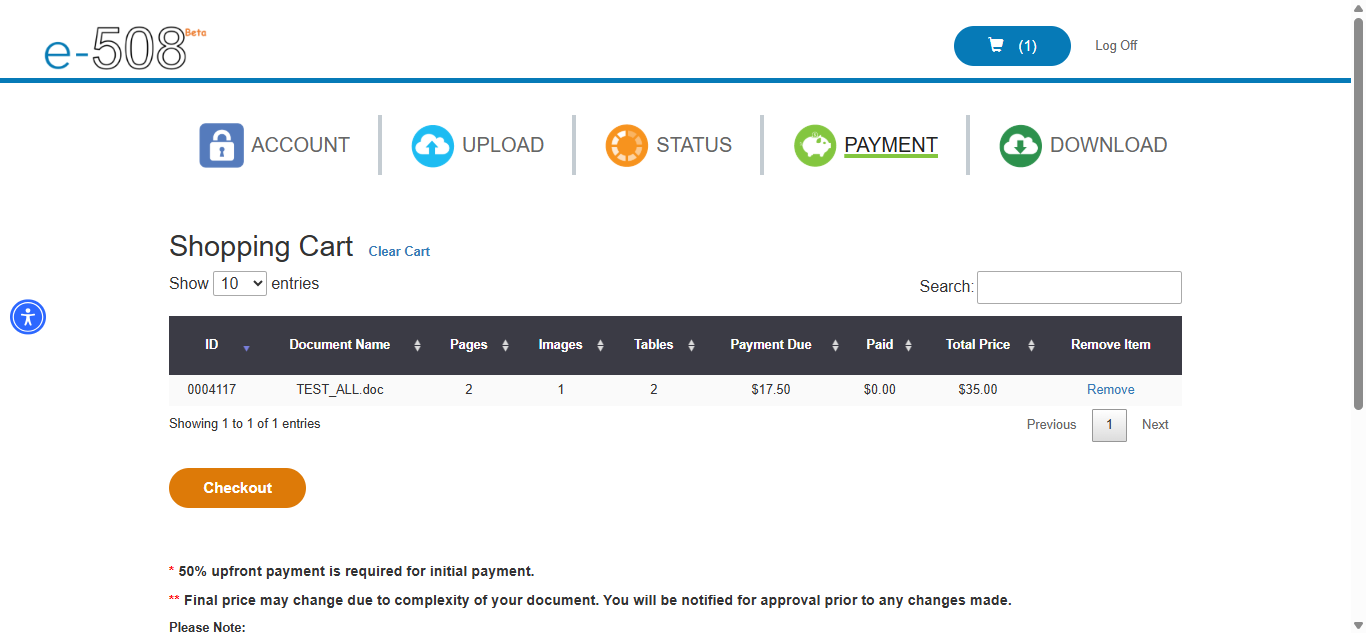 e-508 Beta
(1) Log Off
ACCOUNT UPLOAD STATUS PAYMENT DOWNLOAD
Shopping Cart Clear Cart
Show 10 entries Search:
ID Document Name Pages Images Tables Payment Due Paid Total Price Remove Item
0004117 TEST_ALL.doc 2 1 2 $17.50 $0.00 $35.00 Remove
Showing 1 to 1 of 1 entries Previous 1 Next
Checkout
* 50% upfront payment is required for initial payment.
** Final price may change due to complexity of your document. You will be notified for approval prior to any changes made.
Please Note: